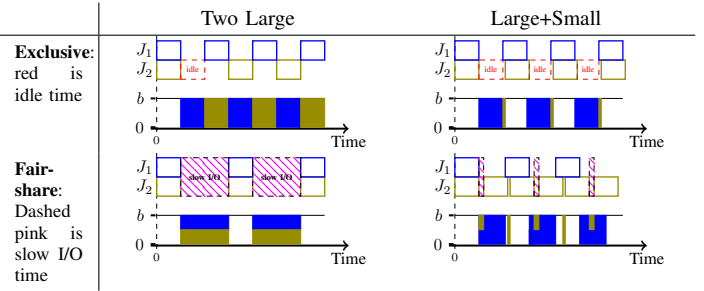 Two Large Large+Small
Exclusive:
red is
idle time
J1
J2 idle
b
0
0 Time
J1
J2 idle idle idle
b
0
0 Time
Fair-
share:
Dashed
pink is
slow I/O
time
J1
J2 slow I/O slow I/O
b
0
0 Time
J1
J2
b
0
0 Time